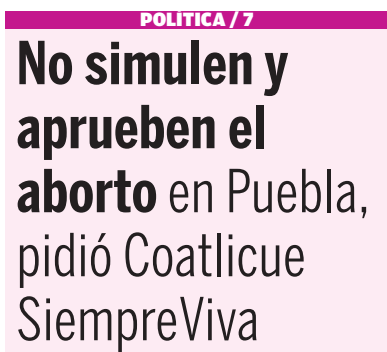 POLÍTICA / 7
No simulen y
aprueben el
aborto en Puebla,
pidió Coatlicue
SiempreViva